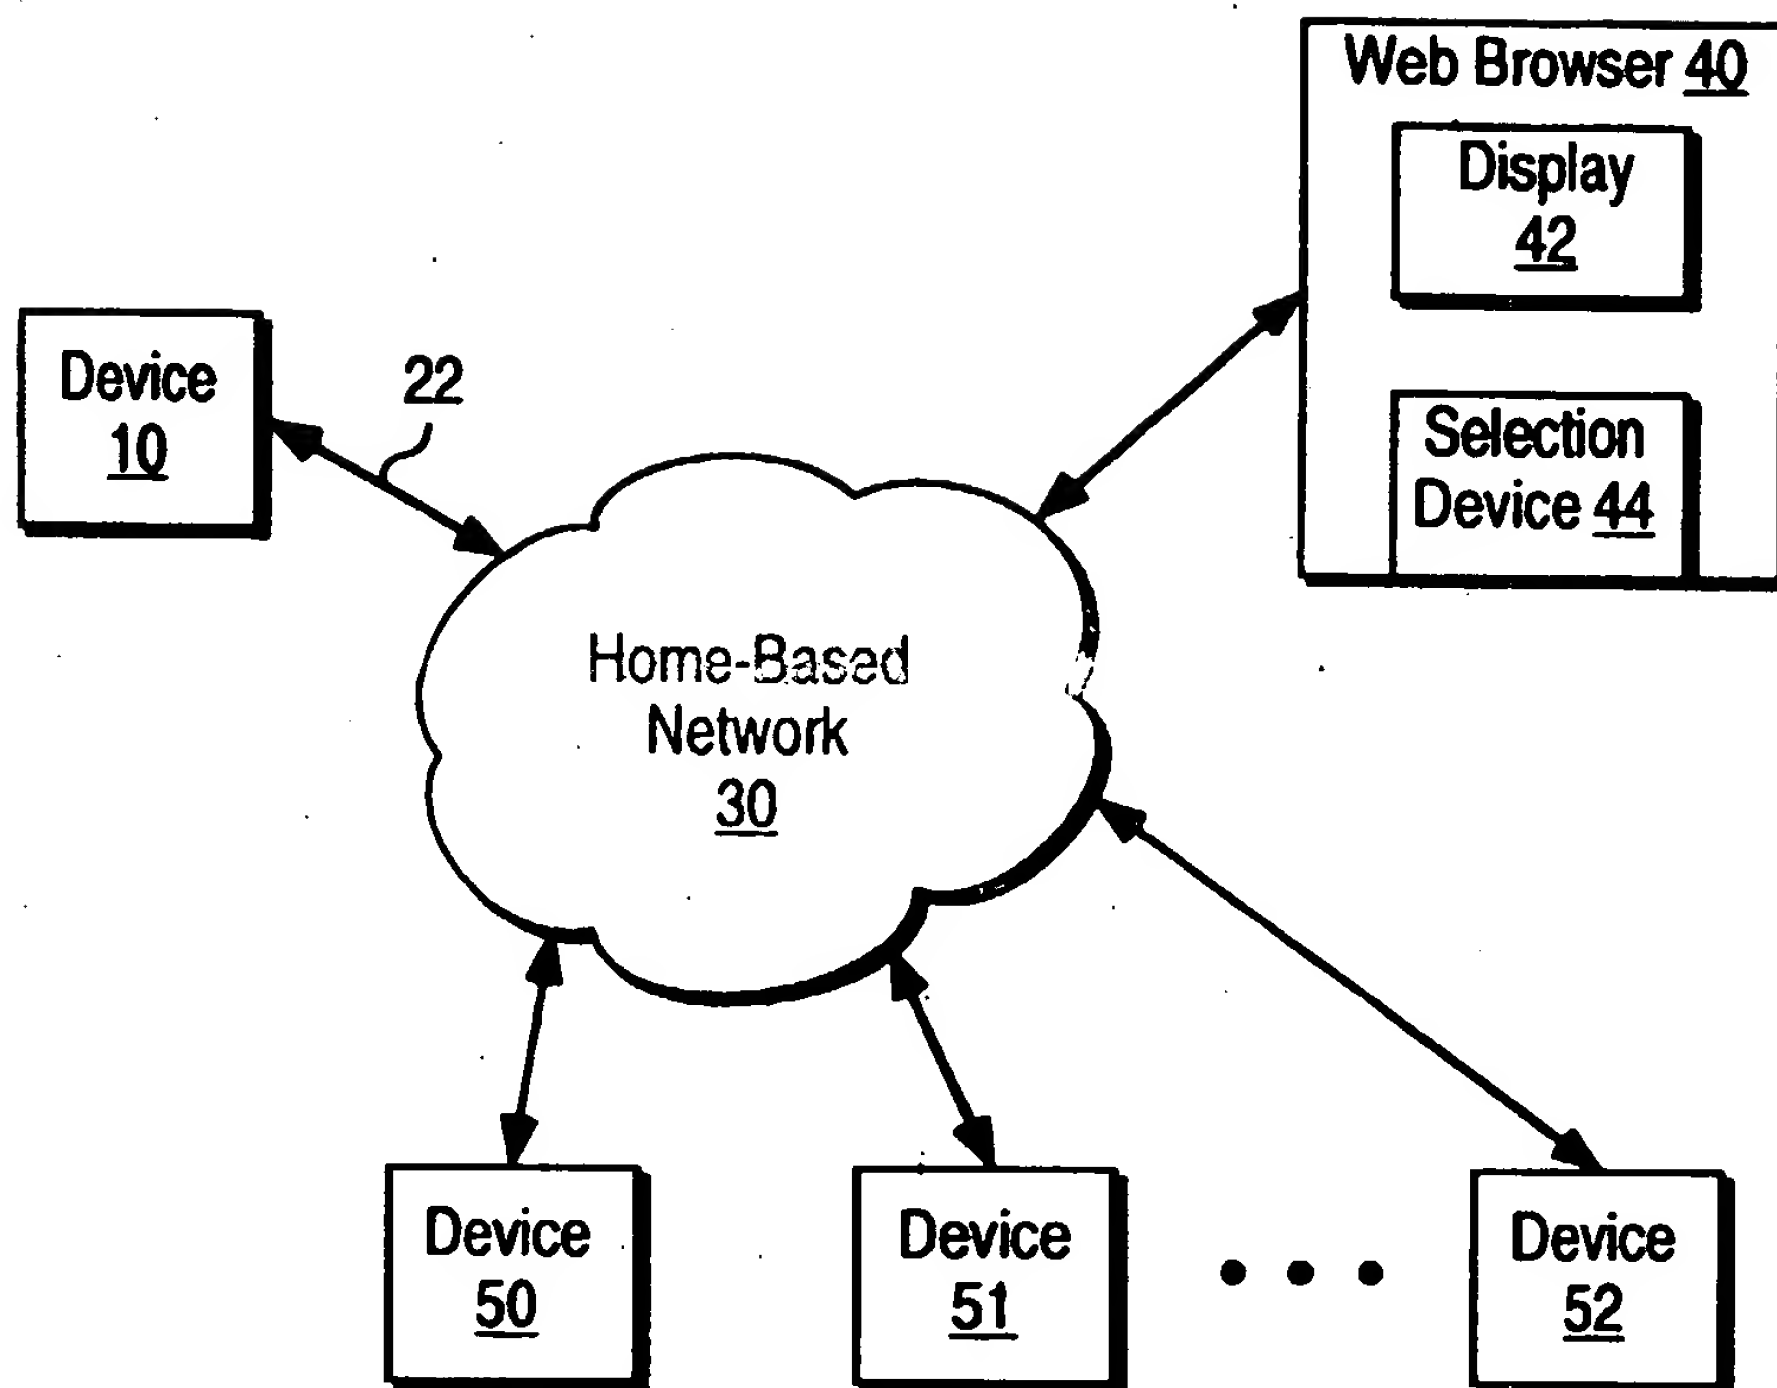 Web Browser 40
Display
42
Device
10
22
Selection
Device 44
Home-Based
Network
30
Device
50
Device
51
Device
52